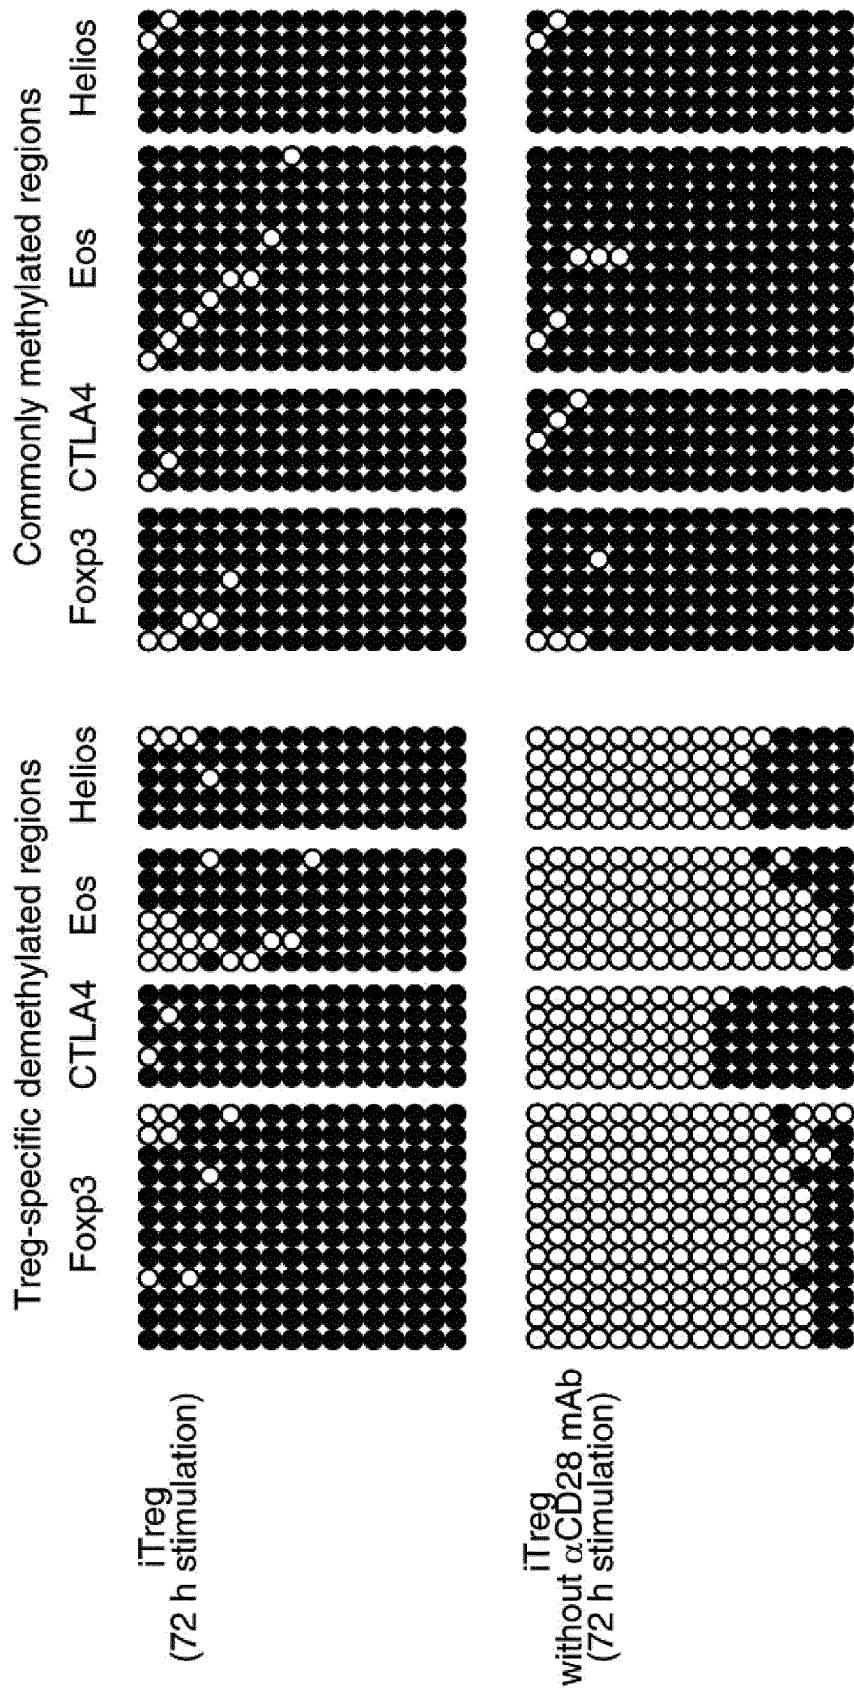 Treg-specific demethylated regions
Commonly methylated regions
Foxp3
CTLA4
Eos
Helios
Foxp3
CTLA4
Eos
Helios
iTreg
(72 h stimulation)
iTreg
without αCD28 mAb
(72 h stimulation)